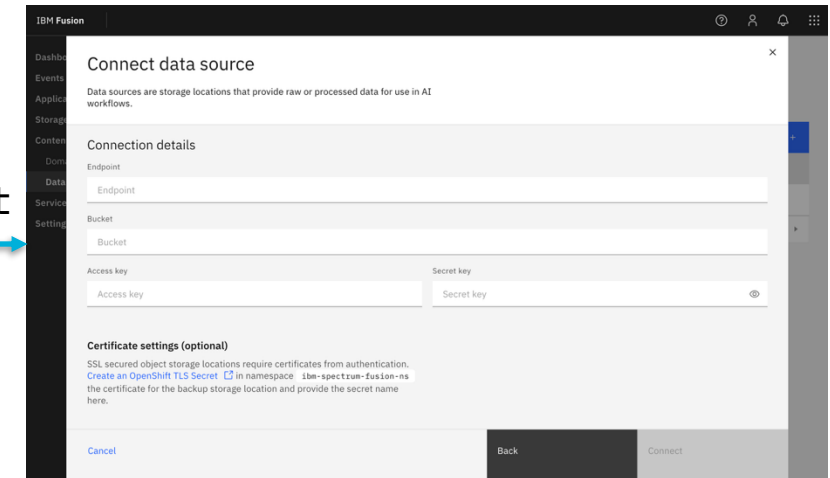 IBM Fusion
Connect data source
Data sources are storage locations that provide raw or processed data for use in AI
workflows.
Connection details
Endpoint
Endpoint
Bucket
Bucket
Access key
Secret key
Access key
Secret key
Certificate settings (optional)
SSL secured object storage locations require certificates from authentication.
Create an OpenShift TLS Secret in namespace ibm-spectrum-fusion-ns
the certificate for the backup storage location and provide the secret name
here.
Cancel
Back
Connect
Dashbo
Events
Applica
Storage
Conten
Doma
Data
Service
Setting